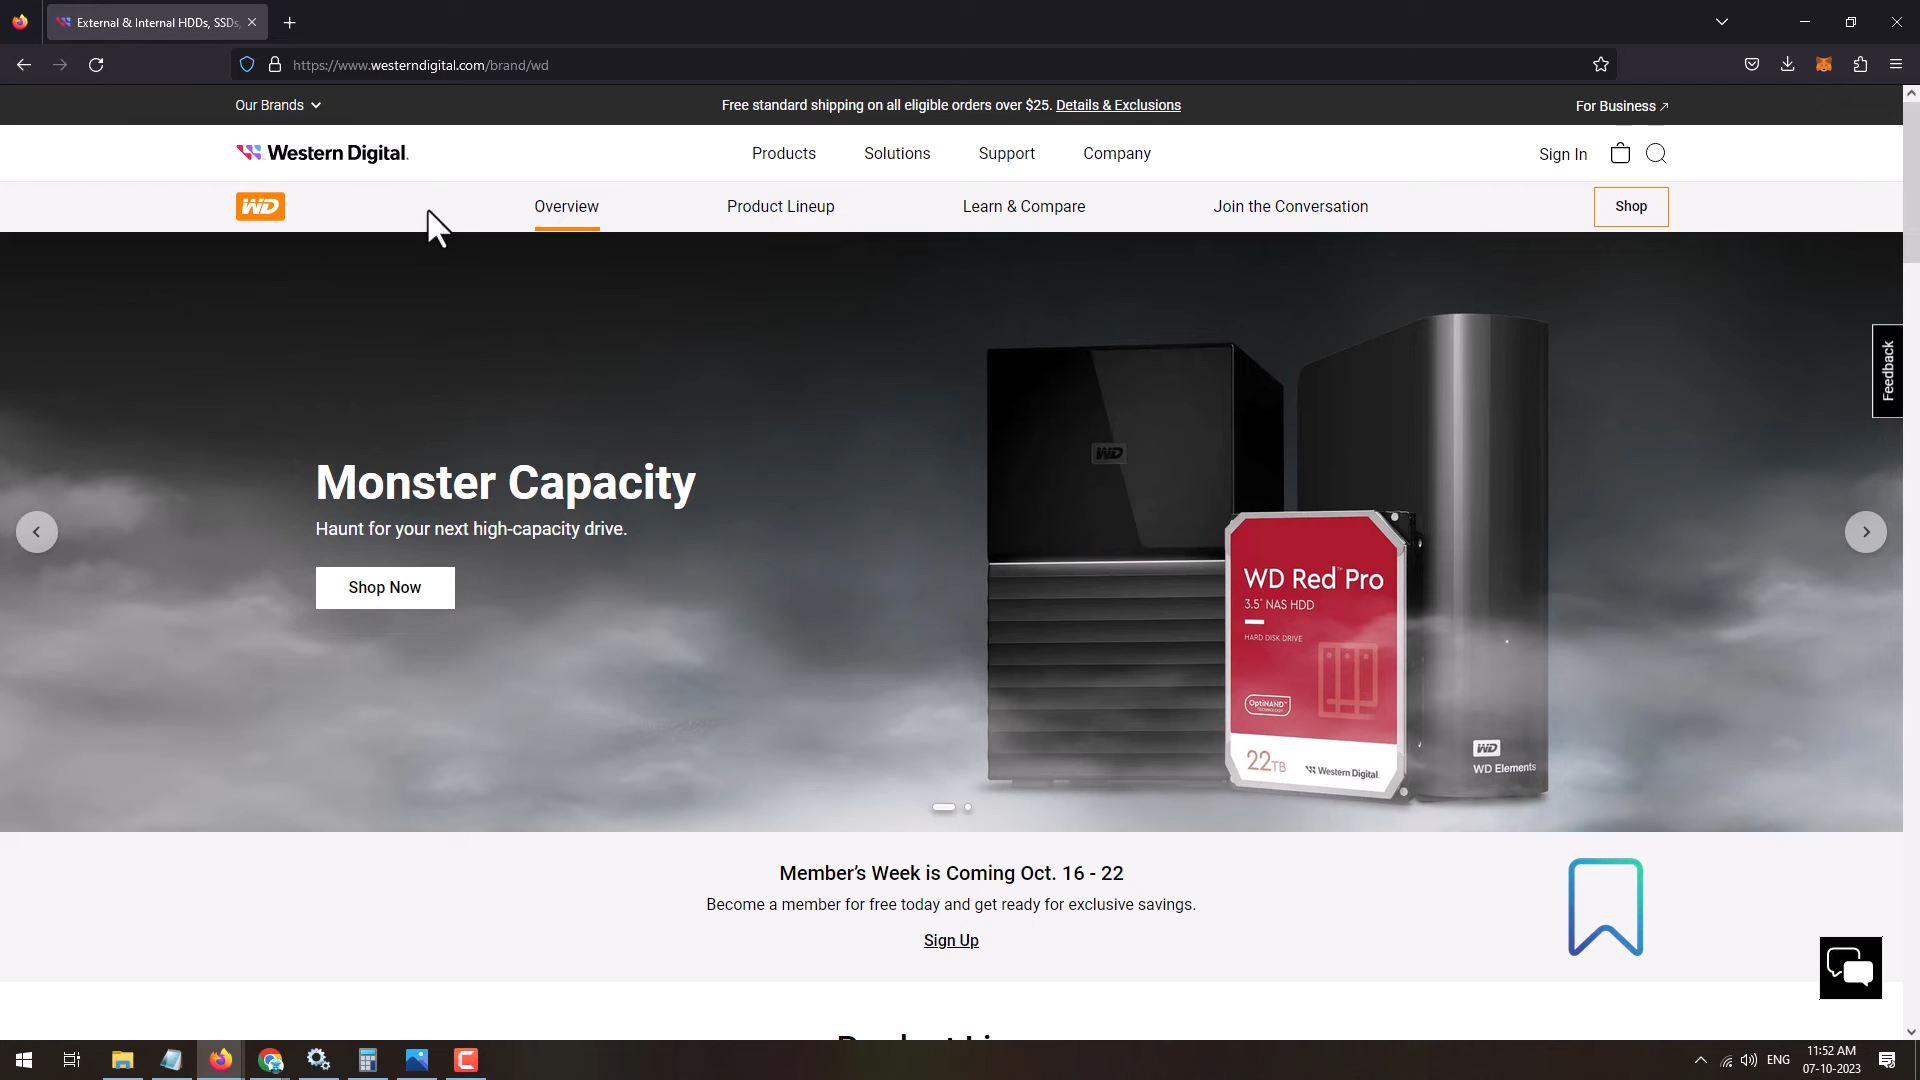 External & Internal HDDs, SSDs,
https://www.westerndigital.com/brand/wd
Our Brands
Free standard shipping on all eligible orders over $25. Details & Exclusions
For Business
Western Digital.
Products
Solutions
Support
Company
Sign In
WD
Overview
Product Lineup
Learn & Compare
Join the Conversation
Shop
Feedback
WD
Monster Capacity
Haunt for your next high-capacity drive.
Shop Now
WD Red™ Pro
3.5" NAS HDD
HARD DISK DRIVE
OptiNAND™
TECHNOLOGY
22TB
Western Digital.
WD
WD Elements
Member's Week is Coming Oct. 16 - 22
Become a member for free today and get ready for exclusive savings.
Sign Up
ENG
11:52 AM
07-10-2023